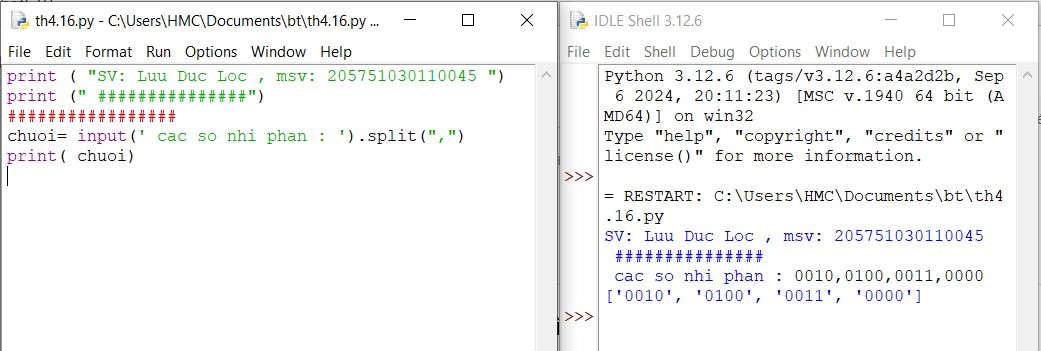 th4.16.py - C:\Users\HMC\Documents\bt\th4.16.py ...
File Edit Format Run Options Window Help
print ( "SV: Luu Duc Loc , msv: 205751030110045 ")
print (" ###############")
#################
chuoi= input(' cac so nhi phan : ').split(",")
print( chuoi)
IDLE Shell 3.12.6
File Edit Shell Debug Options Window Help
Python 3.12.6 (tags/v3.12.6:a4a2d2b, Sep
6 2024, 20:11:23) [MSC v.1940 64 bit (A
MD64)] on win32
Type "help", "copyright", "credits" or "
license()" for more information.
>>>
= RESTART: C:\Users\HMC\Documents\bt\th4
.16.py
SV: Luu Duc Loc , msv: 205751030110045
###############
cac so nhi phan : 0010,0100,0011,0000
['0010', '0100', '0011', '0000']
>>>